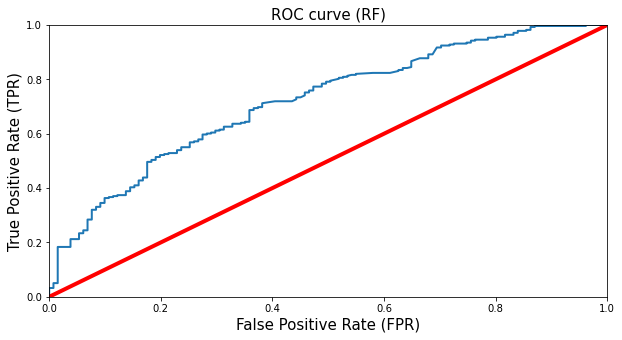 ROC curve (RF)
True Positive Rate (TPR)
1.0
0.8
0.6
0.4
0.2
0.0
0.0 0.2 0.4 0.6 0.8 1.0
False Positive Rate (FPR)